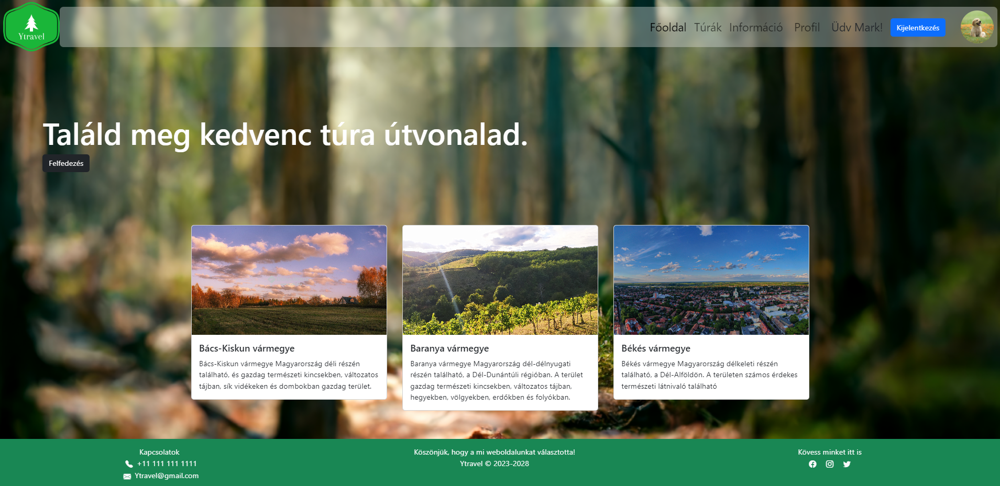 Ytravel
Főoldal Túrák Információ Profil Üdv Mark! Kijelentkezés
Találd meg kedvenc túra útvonalad.
Felfedezés
Bács-Kiskun vármegye
Bács-Kiskun vármegye Magyarország déli részén
található, és gazdag természeti kincsekben, változatos
tájban, sík vidékeken és dombokban gazdag terület.
Baranya vármegye
Baranya vármegye Magyarország dél-délnyugati
részén található, a Dél-Dunántúli régióban. A terület
gazdag természeti kincsekben, változatos tájban,
hegyekben, völgyekben, erdőkben és folyókban.
Békés vármegye
Békés vármegye Magyarország délkeleti részén
található, a Dél-Alföldön. A területen számos érdekes
természeti látnivaló található
Kapcsolatok
+11 111 111 1111
Ytravel@gmail.com
Köszönjük, hogy a mi weboldalunkat választotta!
Ytravel © 2023-2028
Kövess minket itt is